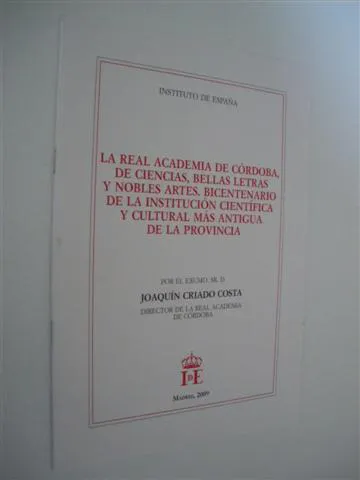 INSTITUTO DE ESPAÑA
LA REAL ACADEMIA DE CÓRDOBA,
DE CIENCIAS, BELLAS LETRAS
Y NOBLES ARTES. BICENTENARIO
DE LA INSTITUCIÓN CIENTÍFICA
Y CULTURAL MÁS ANTIGUA
DE LA PROVINCIA
POR EL EXCMO. SR. D.
JOAQUÍN CRIADO COSTA
DIRECTOR DE LA REAL ACADEMIA
DE CÓRDOBA
IDE
MADRID, 2009